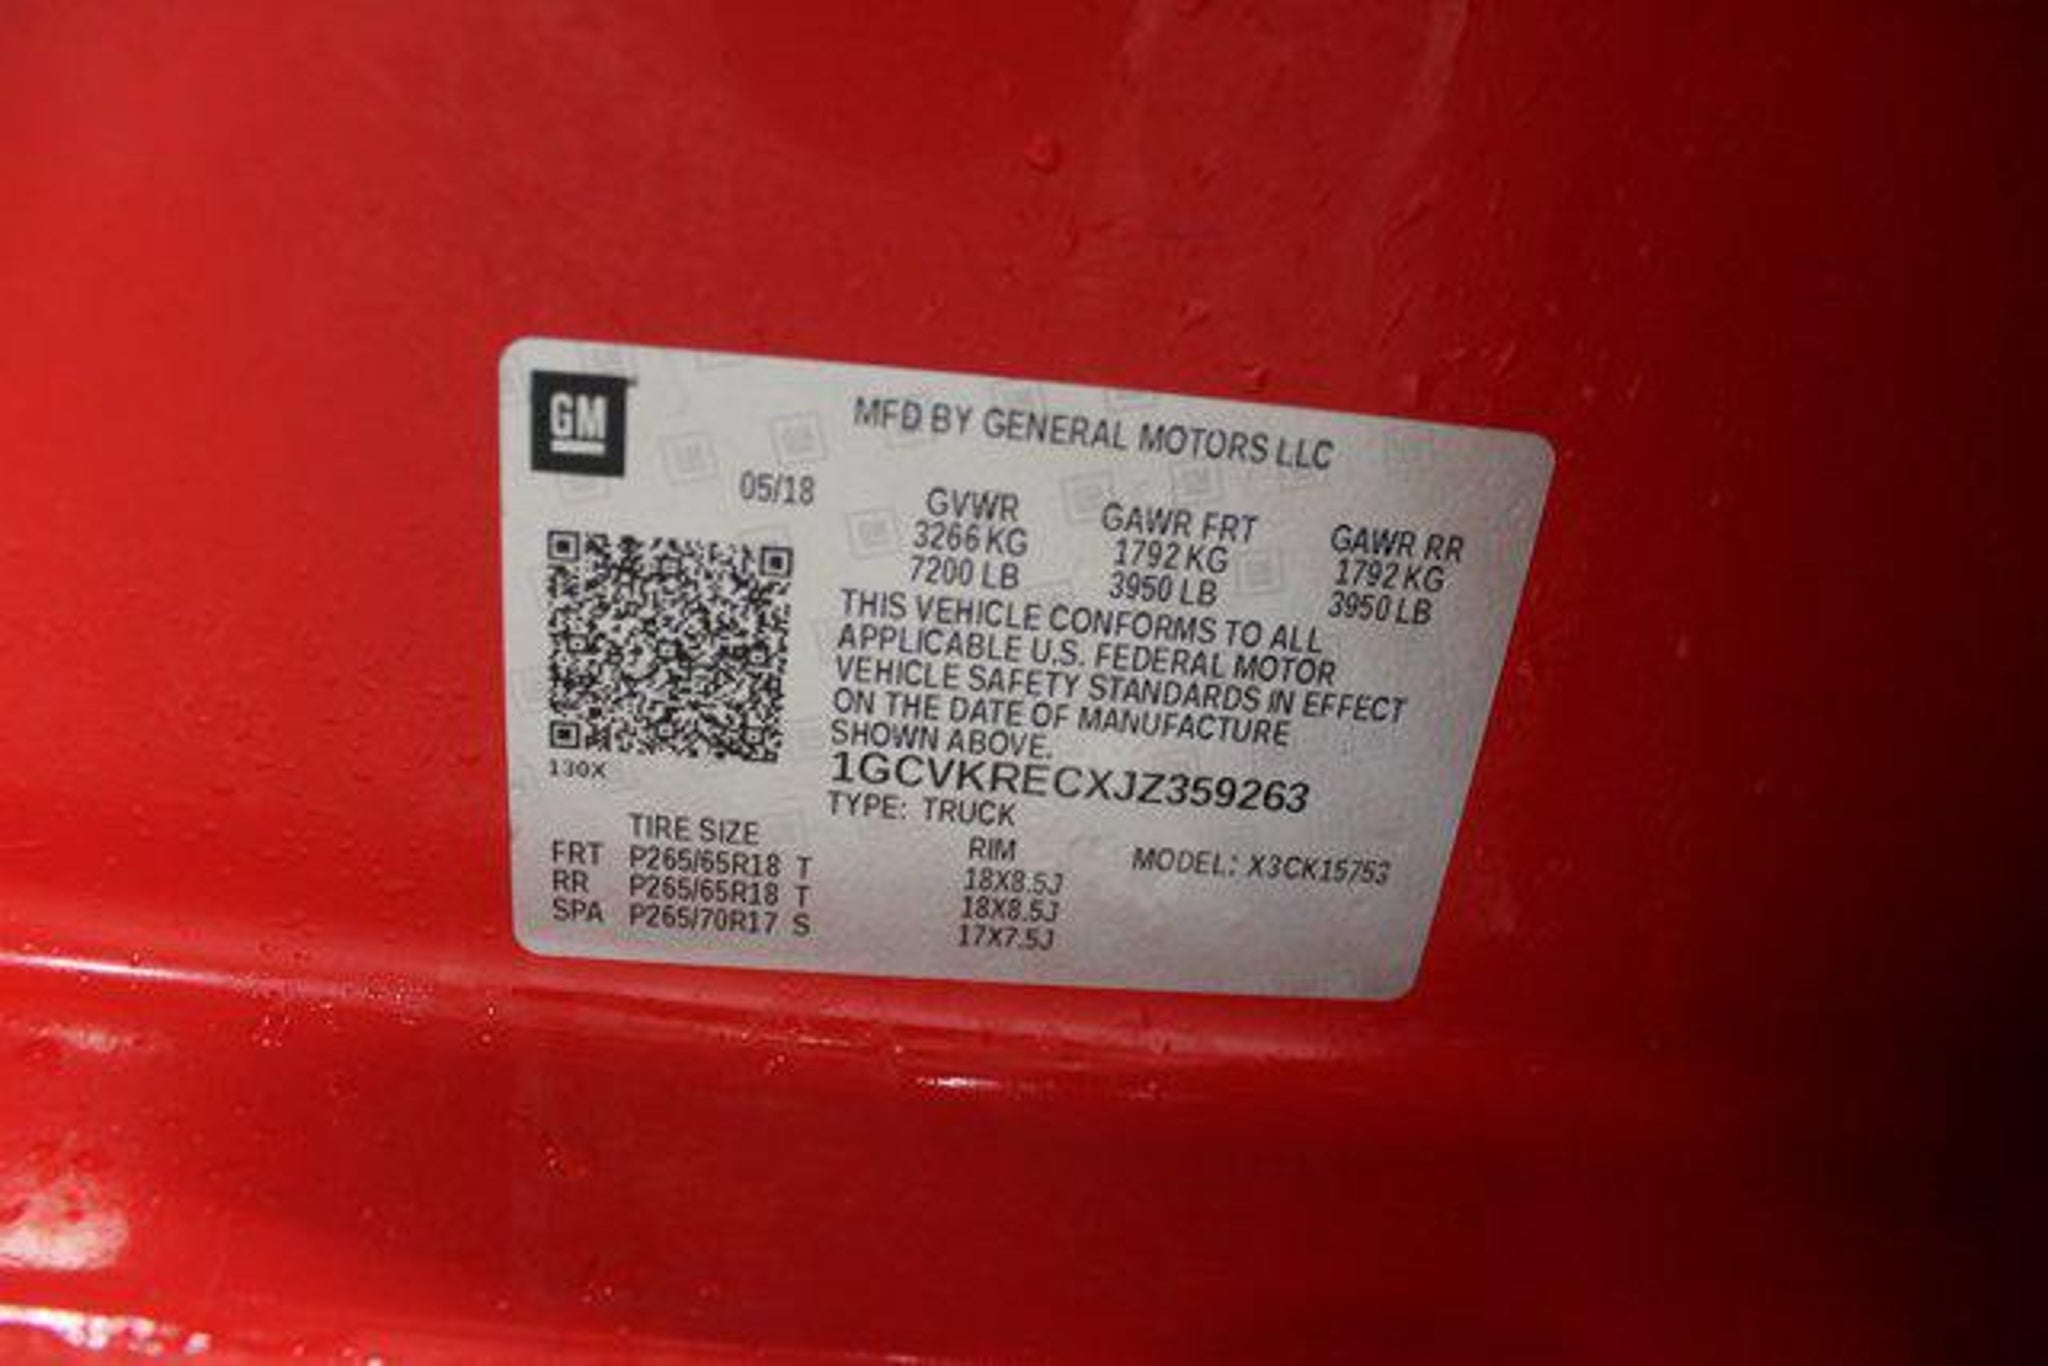 GM
MFD BY GENERAL MOTORS LLC
05/18
GVWR GAWR FRT GAWR RR
3266 KG 1792 KG 1792 KG
7200 LB 3950 LB 3950 LB
THIS VEHICLE CONFORMS TO ALL
APPLICABLE U.S. FEDERAL MOTOR
VEHICLE SAFETY STANDARDS IN EFFECT
ON THE DATE OF MANUFACTURE
SHOWN ABOVE.
130X
1GCVKRECXJZ359263
TYPE: TRUCK
TIRE SIZE RIM MODEL: X3CK15753
FRT P265/65R18 T 18X8.5J
RR P265/65R18 T 18X8.5J
SPA P265/70R17 S 17X7.5J